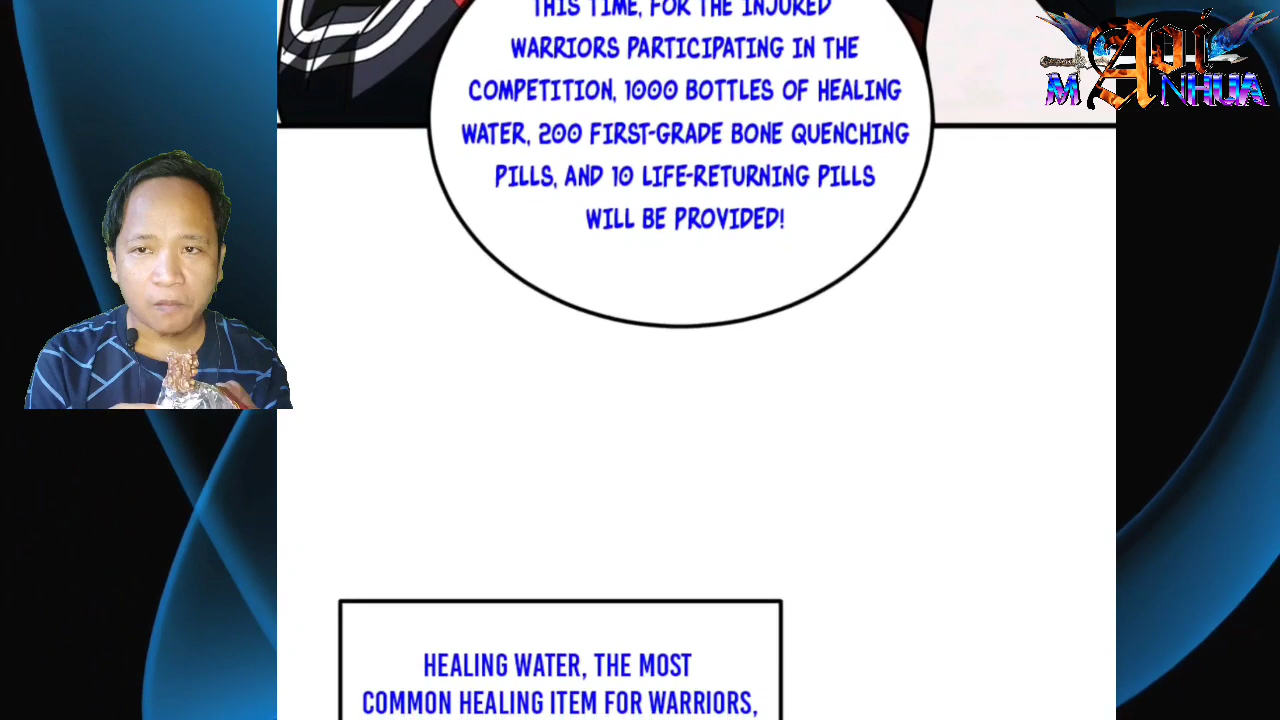 THIS TIME, FOR THE INJURED
WARRIORS PARTICIPATING IN THE
COMPETITION, 1000 BOTTLES OF HEALING
WATER, 200 FIRST-GRADE BONE QUENCHING
PILLS, AND 10 LIFE-RETURNING PILLS
WILL BE PROVIDED!
HEALING WATER, THE MOST
COMMON HEALING ITEM FOR WARRIORS,
Aoi
MANHUA